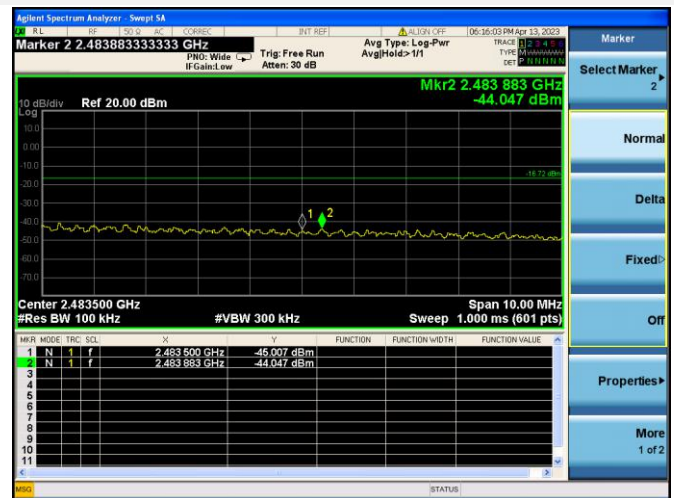 Agilent Spectrum Analyzer - Swept SA
RL RF 50 Ω AC CORREC INT REF ALIGN OFF 06:16:03 PM Apr 13, 2023
Marker 2 2.483883333333 GHz
PNO: Wide
IFGain:Low
Trig: Free Run
Atten: 30 dB
Avg Type: Log-Pwr
Avg|Hold:>1/1
TRACE 1 2 3 4 5 6
TYPE
DET P N N N N N
Mkr2 2.483 883 GHz
-44.047 dBm
10 dB/div Ref 20.00 dBm
Log
10.0
0.00
-10.0
-16.72 dBm
-20.0
-30.0
-40.0
1 2
-50.0
-60.0
-70.0
Center 2.483500 GHz Span 10.00 MHz
#Res BW 100 kHz #VBW 300 kHz Sweep 1.000 ms (601 pts)
MKR MODE TRC SCL X Y FUNCTION FUNCTION WIDTH FUNCTION VALUE
1 N 1 f 2.483 500 GHz -45.007 dBm
2 N 1 f 2.483 883 GHz -44.047 dBm
3
4
5
6
7
8
9
10
11
MSG STATUS
Marker
Select Marker
2
Normal
Delta
Fixed
Off
Properties
More
1 of 2